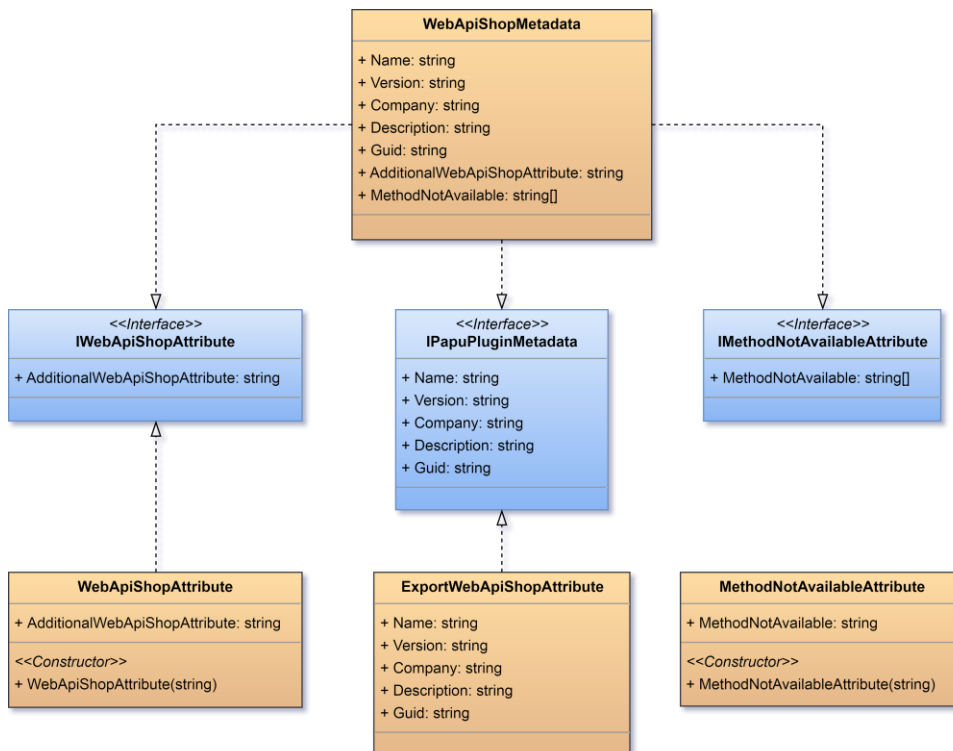 WebApiShopMetadata
+ Name: string
+ Version: string
+ Company: string
+ Description: string
+ Guid: string
+ AdditionalWebApiShopAttribute: string
+ MethodNotAvailable: string[]
<<Interface>>
IWebApiShopAttribute
+ AdditionalWebApiShopAttribute: string
<<Interface>>
IPapuPluginMetadata
+ Name: string
+ Version: string
+ Company: string
+ Description: string
+ Guid: string
<<Interface>>
IMethodNotAvailableAttribute
+ MethodNotAvailable: string[]
WebApiShopAttribute
+ AdditionalWebApiShopAttribute: string
<<Constructor>>
+ WebApiShopAttribute(string)
ExportWebApiShopAttribute
+ Name: string
+ Version: string
+ Company: string
+ Description: string
+ Guid: string
MethodNotAvailableAttribute
+ MethodNotAvailable: string
<<Constructor>>
+ MethodNotAvailableAttribute(string)